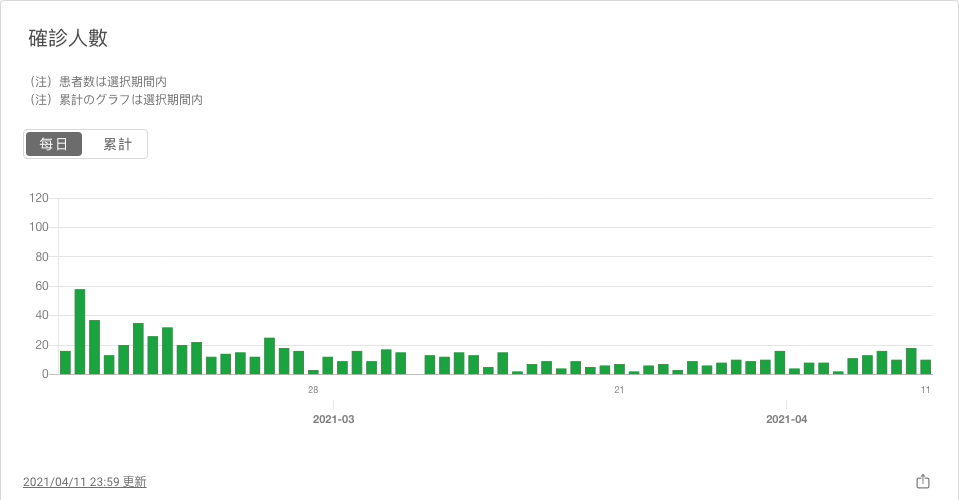 確診人數
（注）患者数は選択期間内
（注）累計のグラフは選択期間内
每日 累計
120
100
80
60
40
20
0
28 21 11
2021-03 2021-04
2021/04/11 23:59 更新